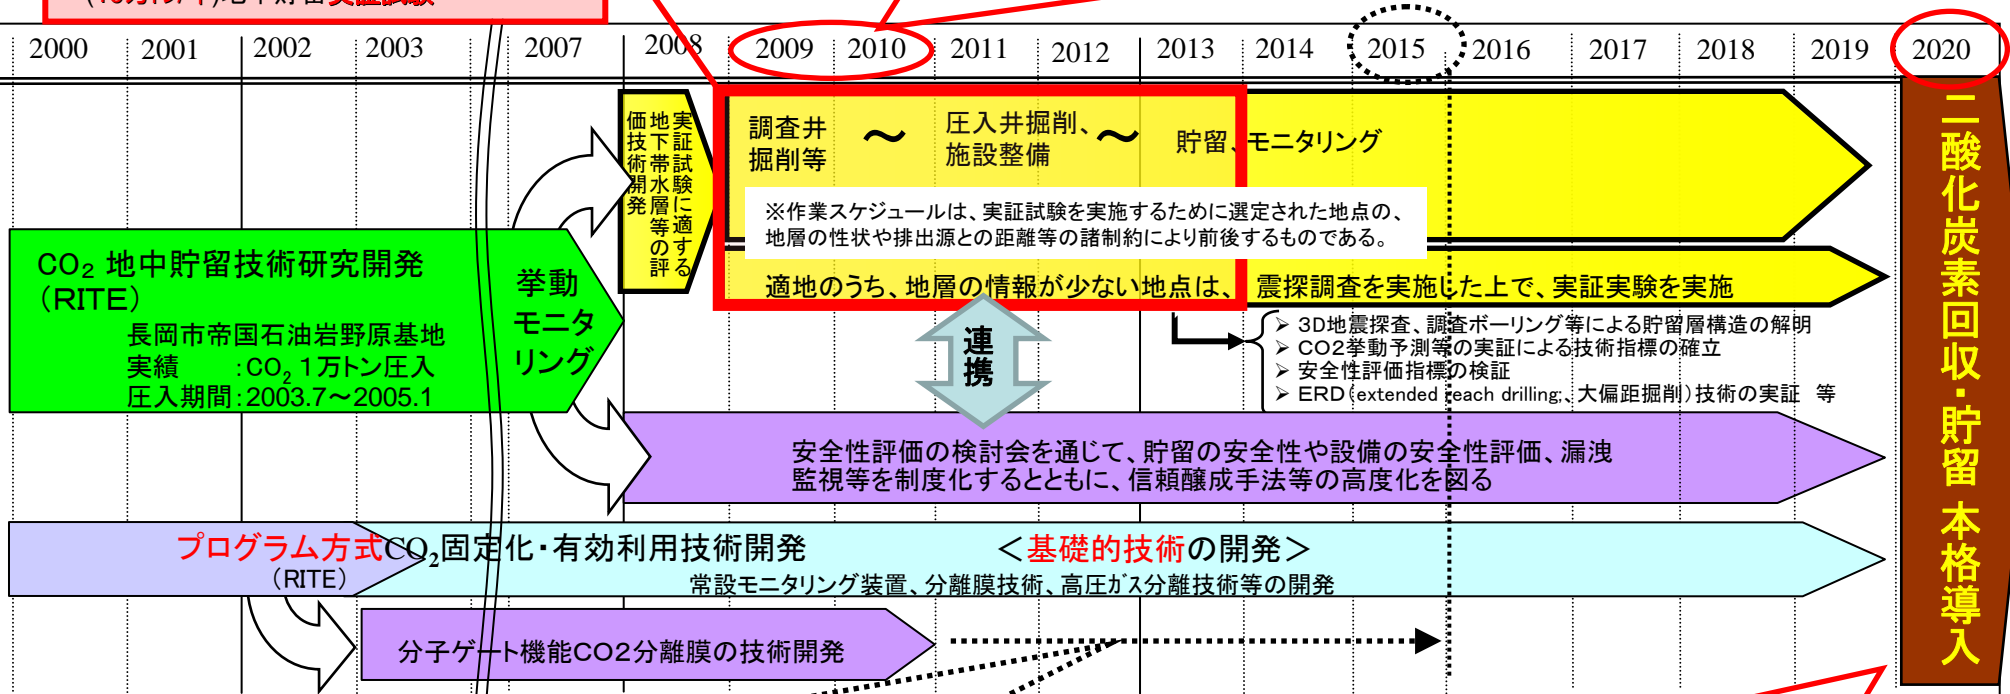 2000 2001 2002 2003 2007 2008 2009 2010 2011 2012 2013 2014 2015 2016 2017 2018 2019 2020
実証試験に適する
地下帯水層等の評
価技術開発
調査井
掘削等
～
圧入井掘削、
施設整備
～
貯留、モニタリング
※作業スケジュールは、実証試験を実施するために選定された地点の、
地層の性状や排出源との距離等の諸制約により前後するものである。
適地のうち、地層の情報が少ない地点は、 震探調査を実施した上で、実証実験を実施
CO₂ 地中貯留技術研究開発
(RITE)
長岡市帝国石油岩野原基地
実績 :CO₂ 1万トン圧入
圧入期間:2003.7～2005.1
挙動
モニタ
リング
連
携
➢ 3D地震探査、調査ボーリング等による貯留層構造の解明
➢ CO2挙動予測等の実証による技術指標の確立
➢ 安全性評価指標の検証
➢ ERD(extended reach drilling;、大偏距掘削)技術の実証 等
安全性評価の検討会を通じて、貯留の安全性や設備の安全性評価、漏洩
監視等を制度化するとともに、信頼醸成手法等の高度化を図る
プログラム方式CO₂固定化・有効利用技術開発 <基礎的技術の開発>
(RITE)
常設モニタリング装置、分離膜技術、高圧ガス分離技術等の開発
分子ゲート機能CO2分離膜の技術開発
二酸化炭素回収・貯留 本格導入